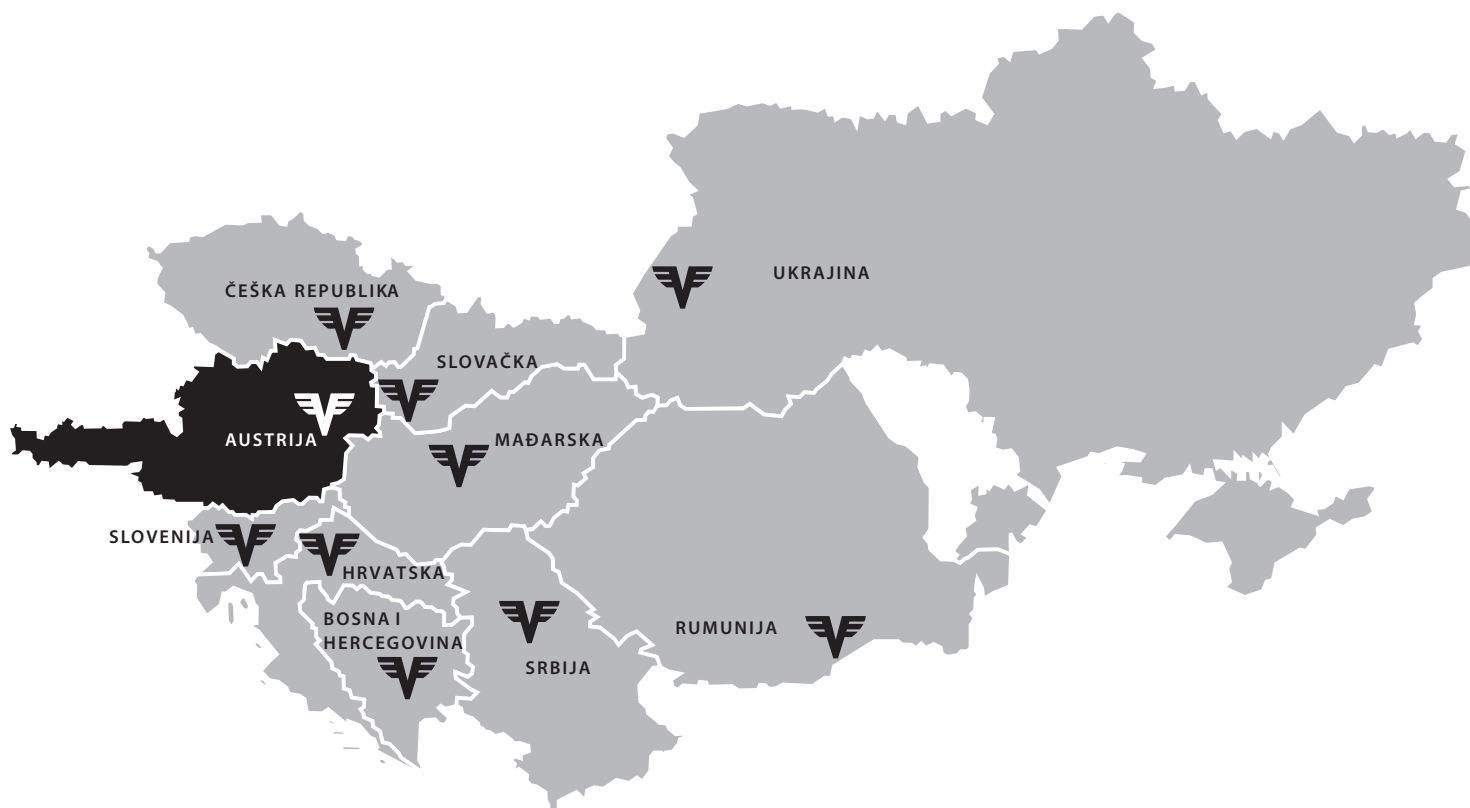 UKRAJINA
ČEŠKA REPUBLIKA
SLOVAČKA
AUSTRIJA
MAĐARSKA
SLOVENIJA
HRVATSKA
BOSNA I
HERCEGOVINA
RUMUNIJA
SRBIJA